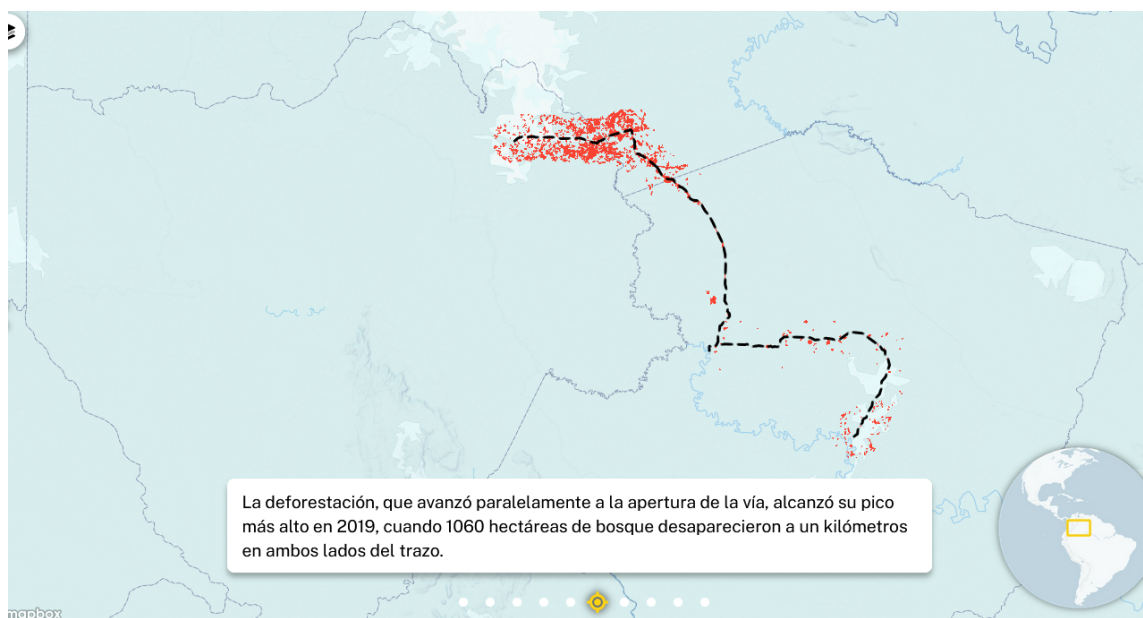 La deforestación, que avanzó paralelamente a la apertura de la vía, alcanzó su pico
más alto en 2019, cuando 1060 hectáreas de bosque desaparecieron a un kilómetros
en ambos lados del trazo.
mapbox